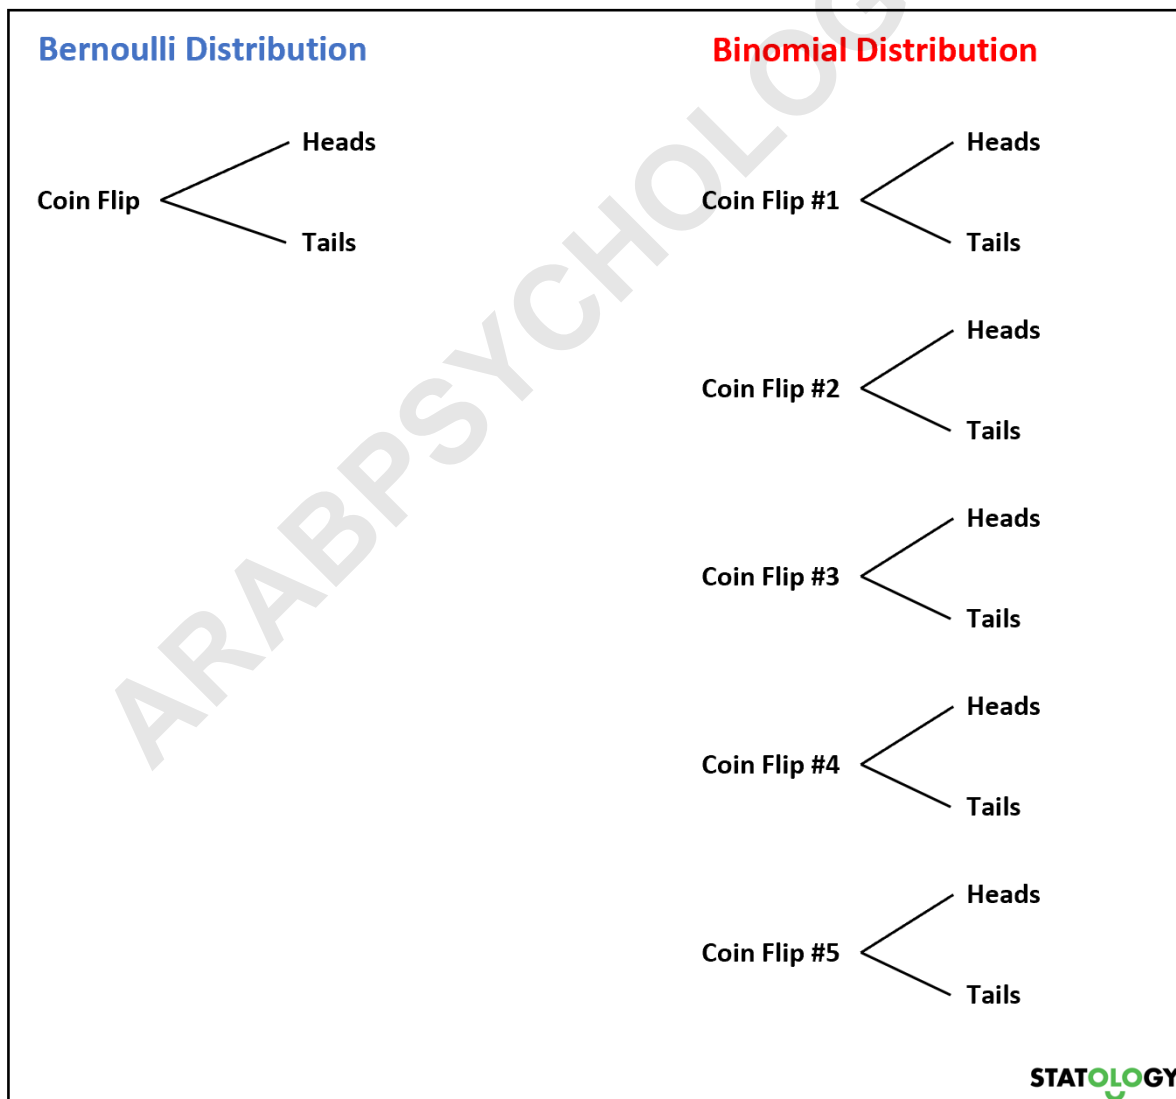 Bernoulli Distribution
Coin Flip
Heads
Tails
Binomial Distribution
Coin Flip #1
Heads
Tails
Coin Flip #2
Heads
Tails
Coin Flip #3
Heads
Tails
Coin Flip #4
Heads
Tails
Coin Flip #5
Heads
Tails
ARABPSYCHOLOG
STATOLOGY